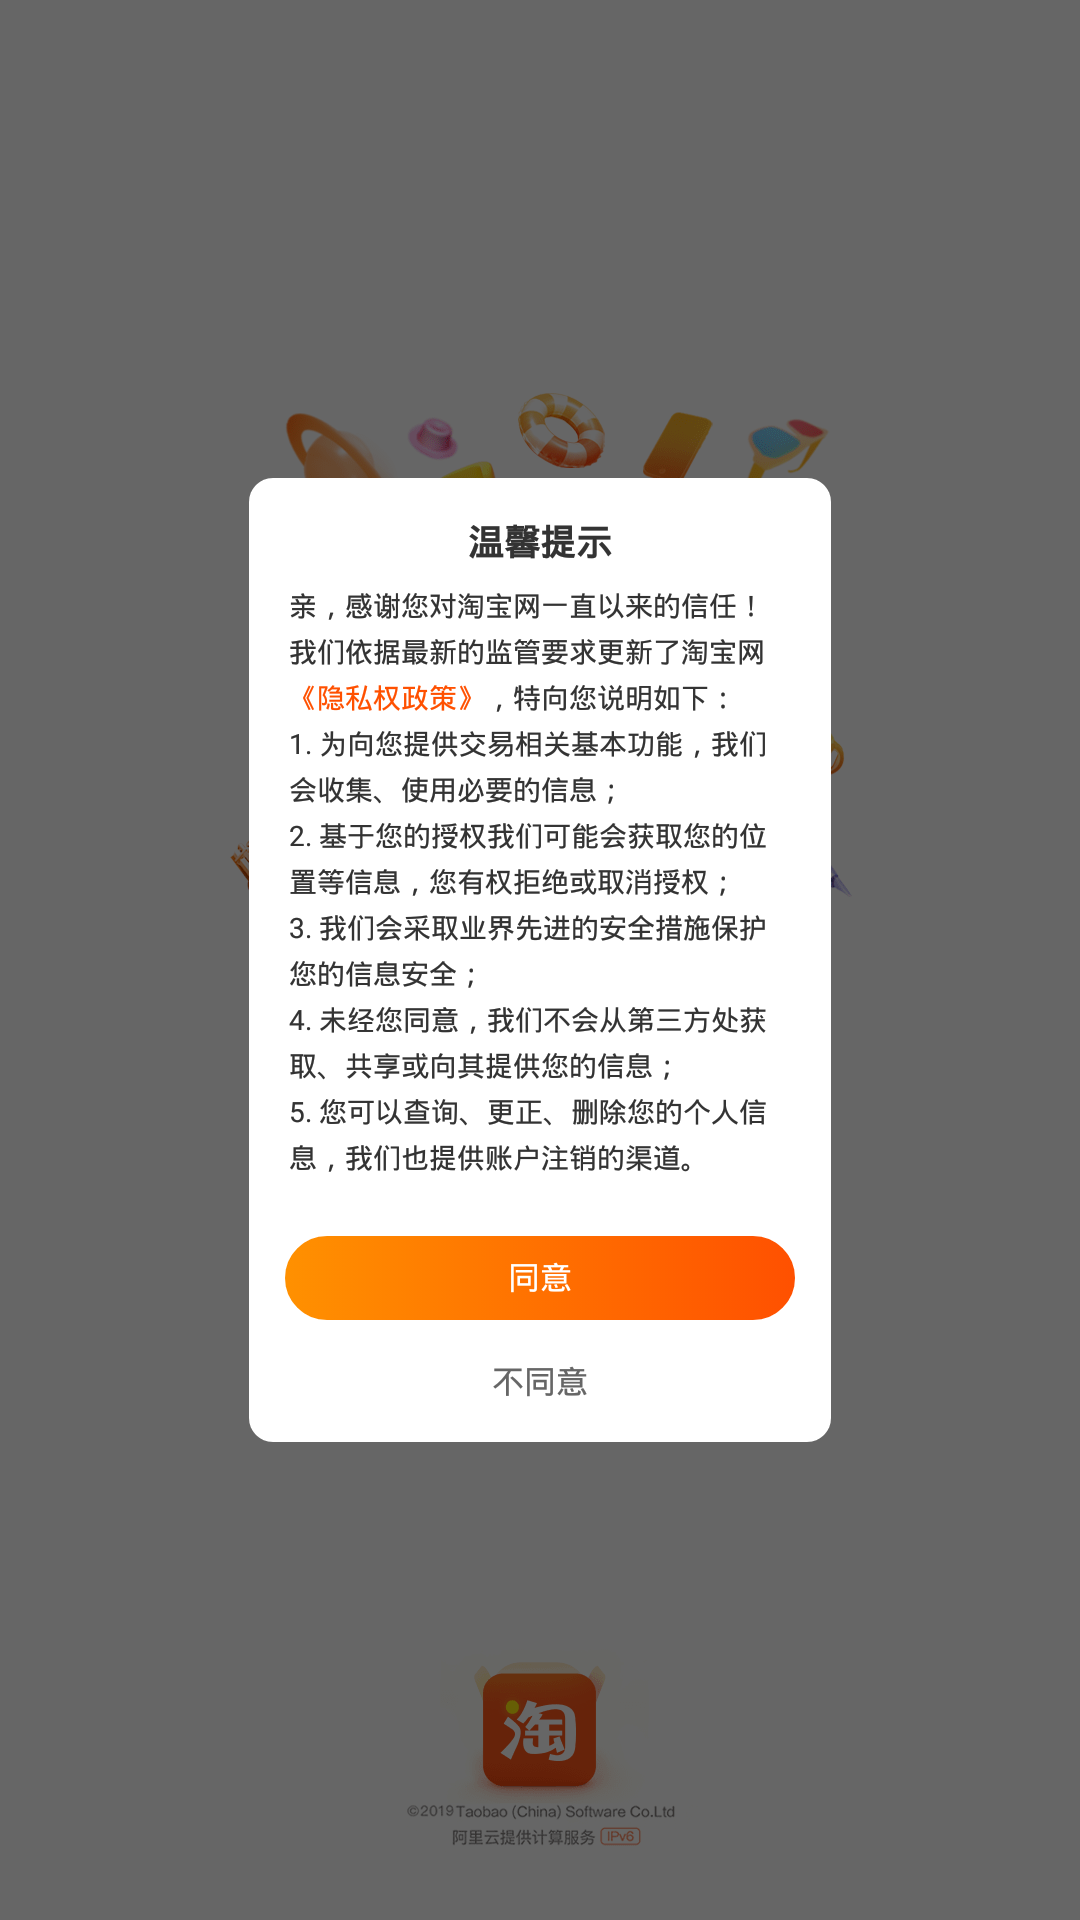 温馨提示
亲，感谢您对淘宝网一直以来的信任！
我们依据最新的监管要求更新了淘宝网
《隐私权政策》，特向您说明如下：
1. 为向您提供交易相关基本功能，我们
会收集、使用必要的信息；
2. 基于您的授权我们可能会获取您的位
置等信息，您有权拒绝或取消授权；
3. 我们会采取业界先进的安全措施保护
您的信息安全；
4. 未经您同意，我们不会从第三方处获
取、共享或向其提供您的信息；
5. 您可以查询、更正、删除您的个人信
息，我们也提供账户注销的渠道。
同意
不同意
淘
©2019 Taobao (China) Software Co.Ltd
阿里云提供计算服务 IPv6